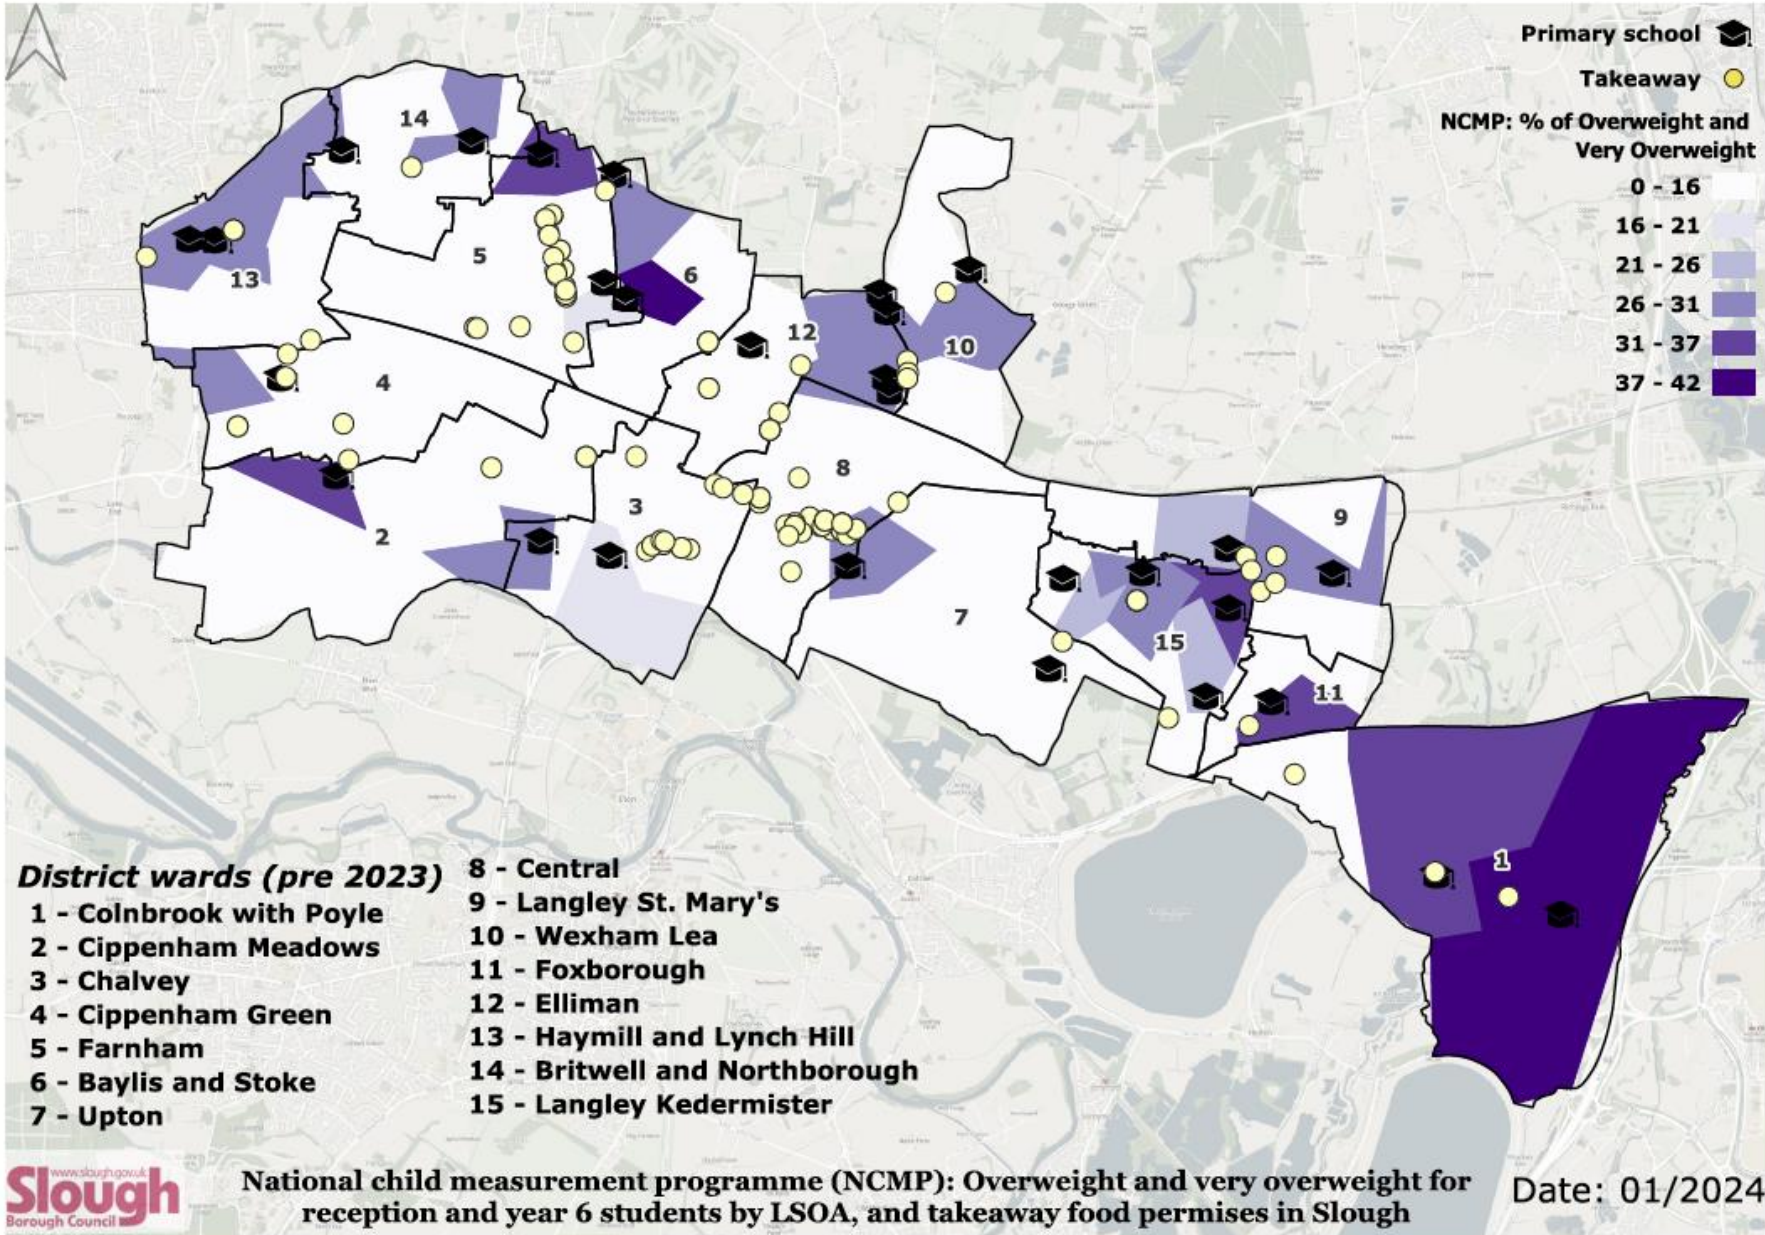 Primary school
Takeaway
NCMP: % of Overweight and
Very Overweight
0 - 16
16 - 21
21 - 26
26 - 31
31 - 37
37 - 42
14
13
5
6
12
10
4
2
3
8
7
9
15
11
1
District wards (pre 2023)
1 - Colnbrook with Poyle
2 - Cippenham Meadows
3 - Chalvey
4 - Cippenham Green
5 - Farnham
6 - Baylis and Stoke
7 - Upton
8 - Central
9 - Langley St. Mary's
10 - Wexham Lea
11 - Foxborough
12 - Elliman
13 - Haymill and Lynch Hill
14 - Britwell and Northborough
15 - Langley Kedermister
www.slough.gov.uk
Slough
Borough Council
National child measurement programme (NCMP): Overweight and very overweight for
reception and year 6 students by LSOA, and takeaway food permises in Slough
Date: 01/2024